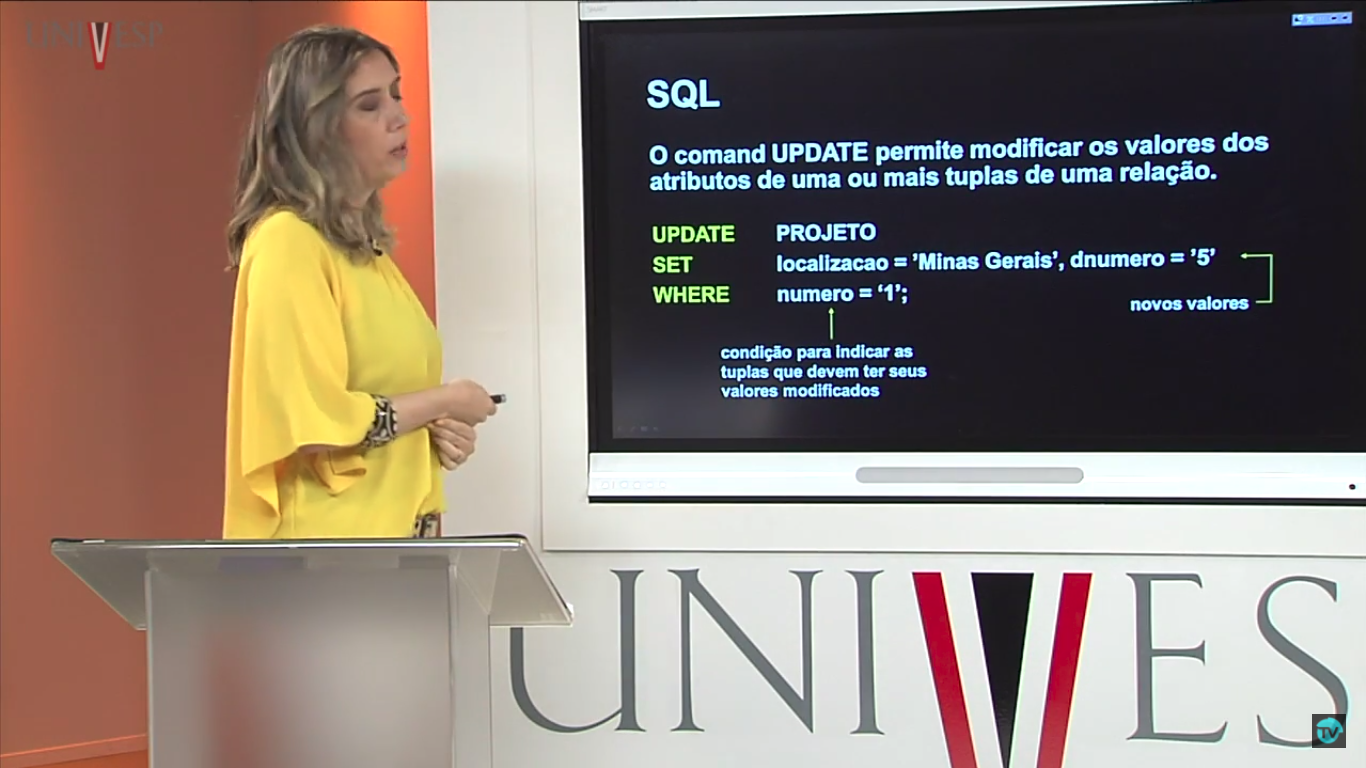 UNIVESP
SQL
O comand UPDATE permite modificar os valores dos
atributos de uma ou mais tuplas de uma relação.
UPDATE PROJETO
SET localizacao = ’Minas Gerais’, dnumero = ’5’
WHERE numero = ‘1’;
novos valores
condição para indicar as
tuplas que devem ter seus
valores modificados
UNIVES
TV